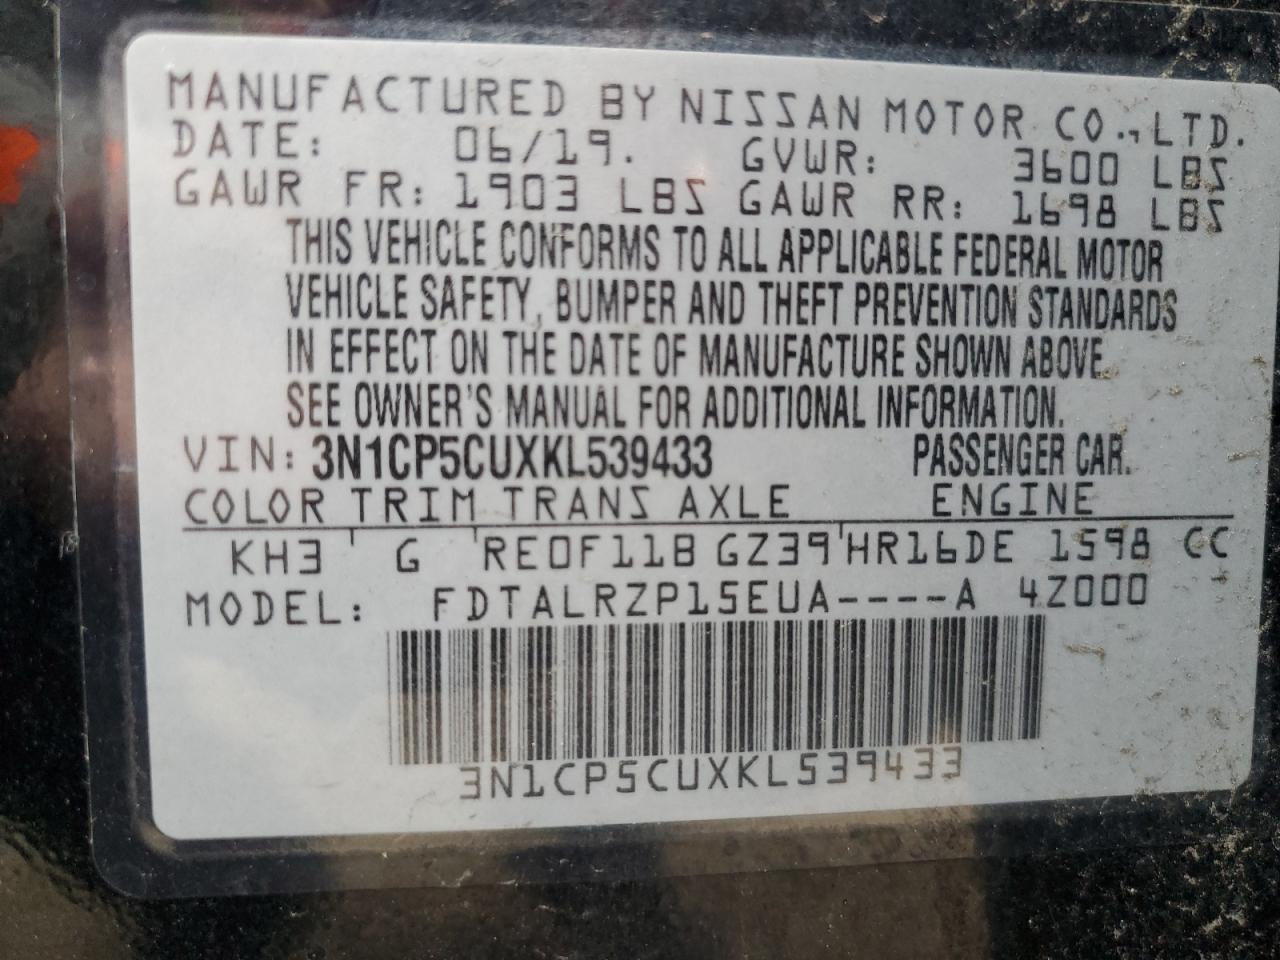 MANUFACTURED BY NISSAN MOTOR CO.,LTD.
DATE: 06/19. GVWR: 3600 LBS
GAWR FR: 1903 LBS GAWR RR: 1698 LBS
THIS VEHICLE CONFORMS TO ALL APPLICABLE FEDERAL MOTOR
VEHICLE SAFETY, BUMPER AND THEFT PREVENTION STANDARDS
IN EFFECT ON THE DATE OF MANUFACTURE SHOWN ABOVE.
SEE OWNER'S MANUAL FOR ADDITIONAL INFORMATION.
VIN: 3N1CP5CUXKL539433 PASSENGER CAR.
COLOR TRIM TRANS AXLE ENGINE
KH3 G RE0F11B GZ39 HR16DE 1598 CC
MODEL: FDTALRZP15EUA----A 4Z000
3N1CP5CUXKL539433